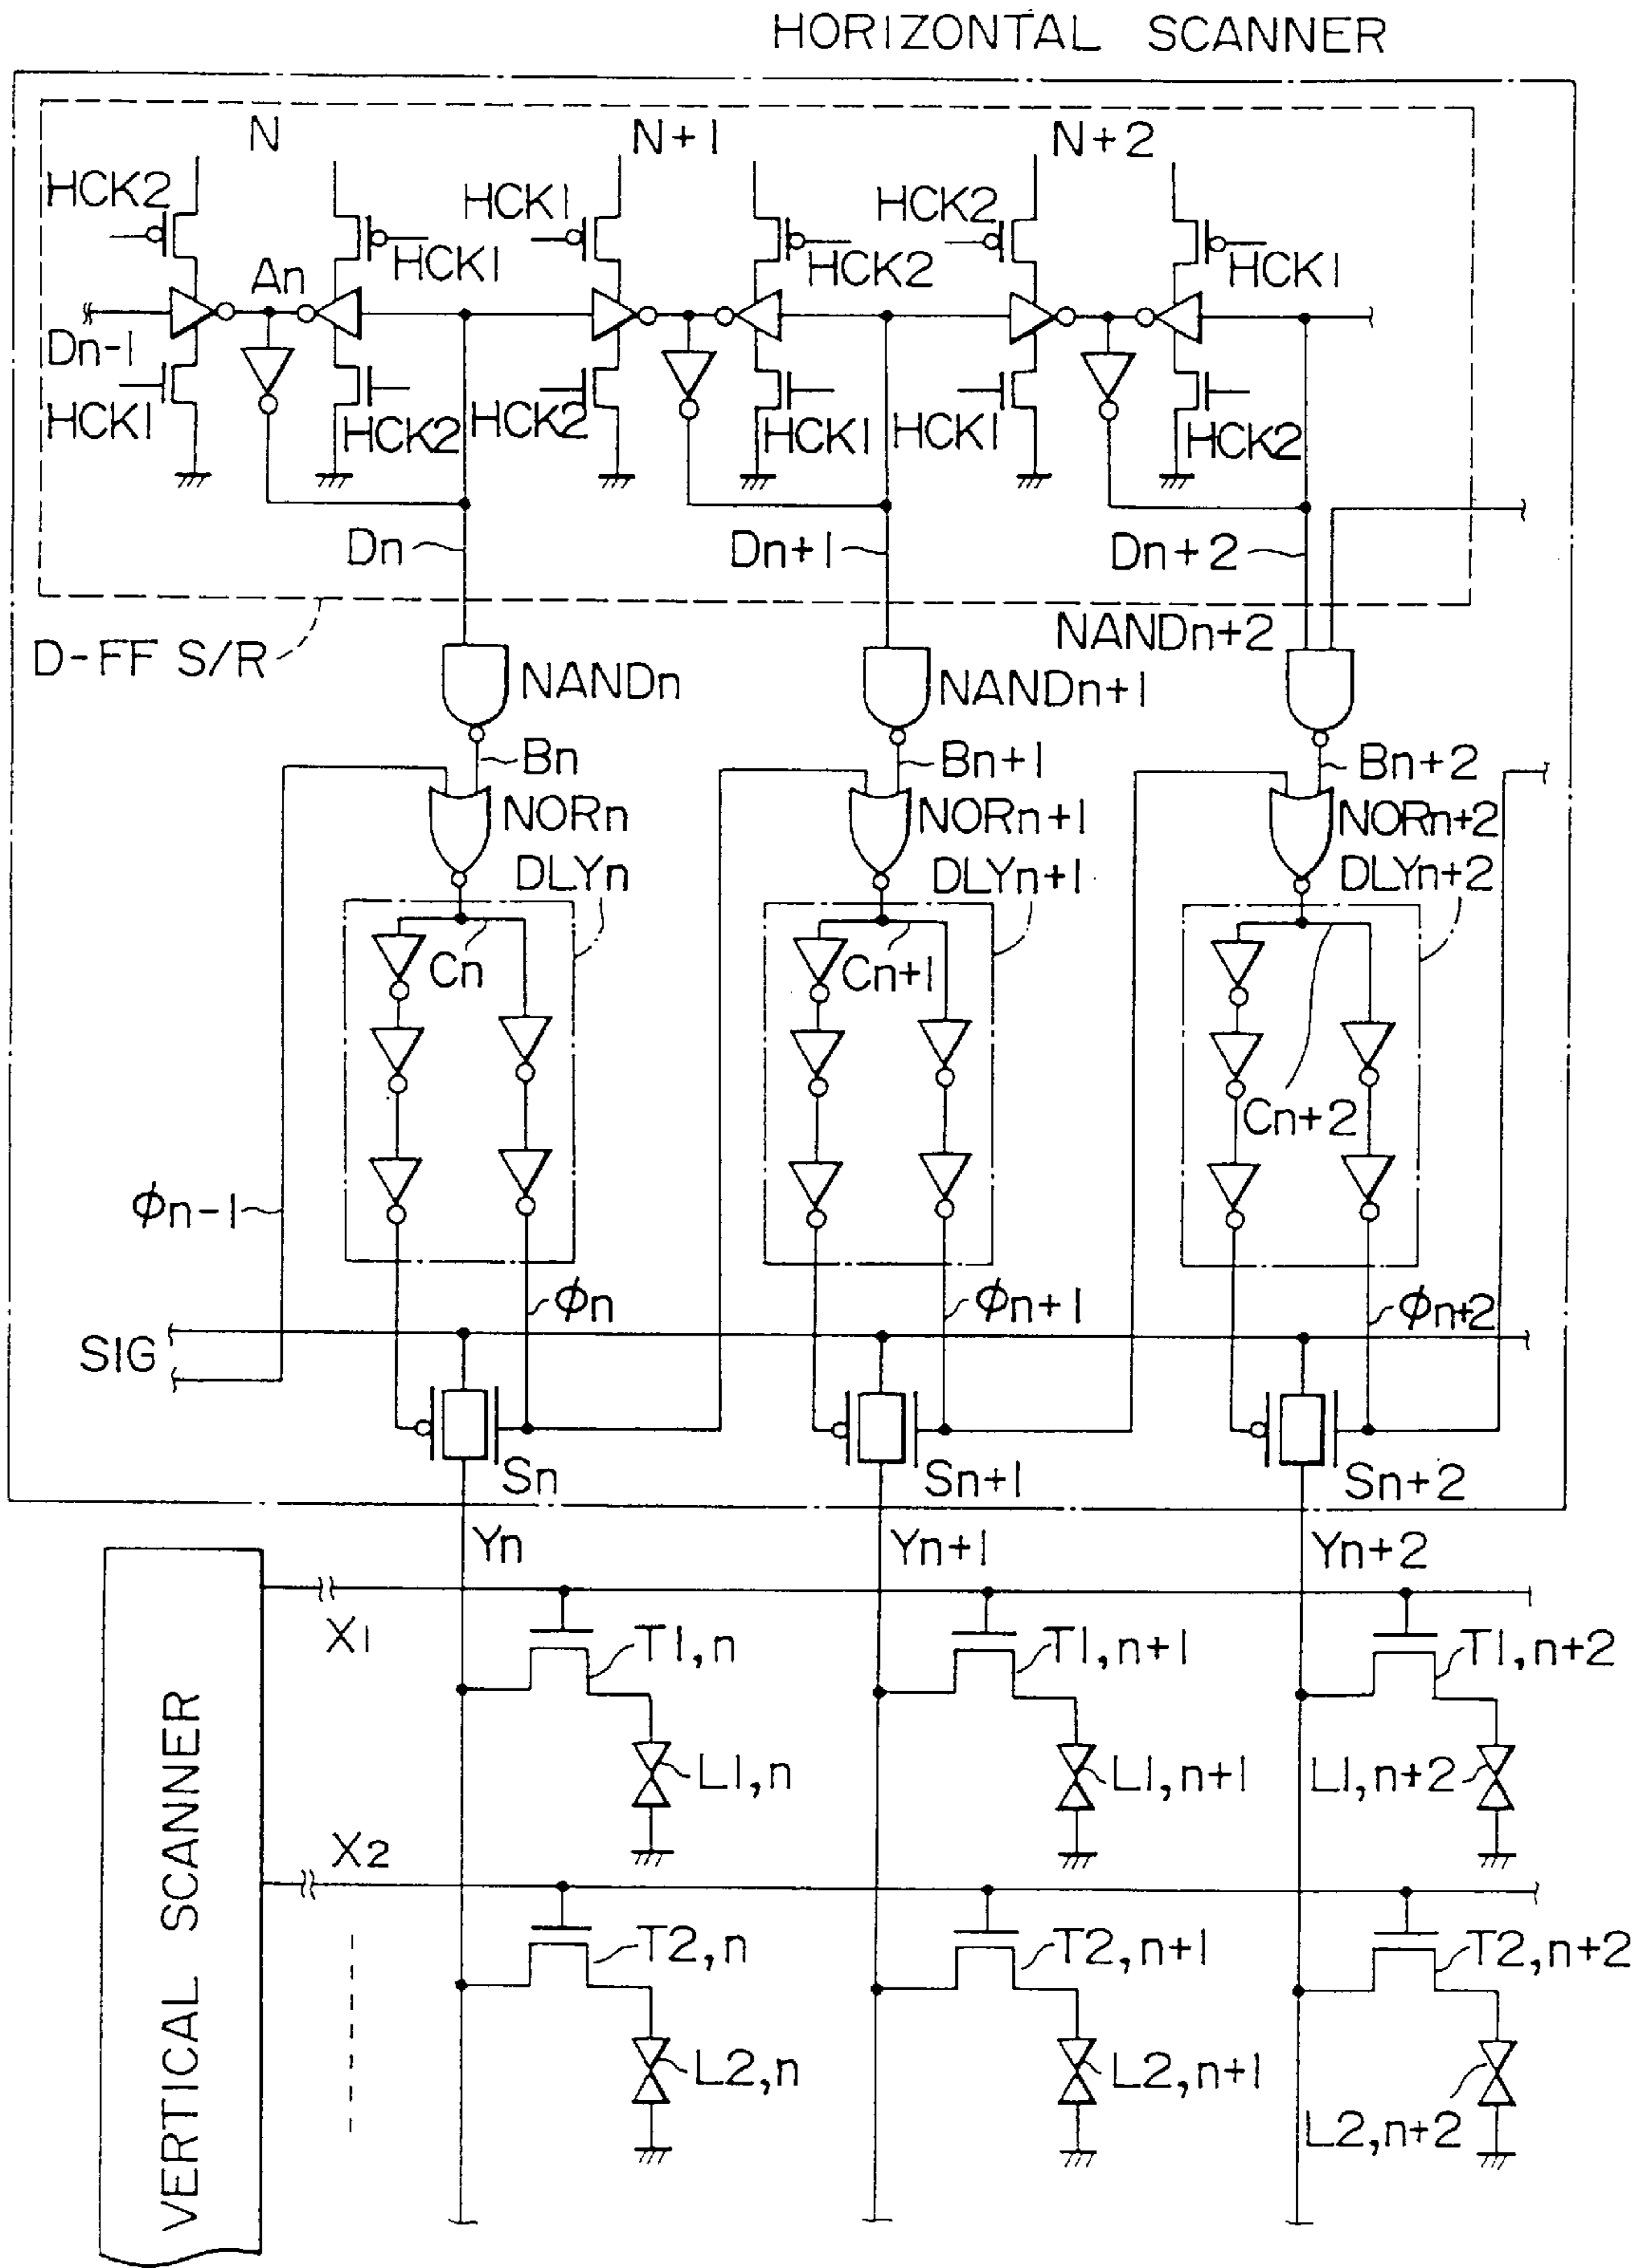 HORIZONTAL SCANNER
N N+1 N+2
HCK2 HCK1 HCK2
An HCK1 HCK2 HCK1
Dn-1
HCK1 HCK2 HCK2 HCK1 HCK1 HCK2
Dn Dn+1 Dn+2
D-FF S/R NANDn NANDn+1 NANDn+2
Bn Bn+1 Bn+2
NORn NORn+1 NORn+2
DLYn DLYn+1 DLYn+2
Cn Cn+1 Cn+2
ϕn-1
ϕn ϕn+1 ϕn+2
SIG
Sn Sn+1 Sn+2
Yn Yn+1 Yn+2
X1 T1,n T1,n+1 T1,n+2
L1,n L1,n+1 L1,n+2
X2
T2,n T2,n+1 T2,n+2
L2,n L2,n+1 L2,n+2
VERTICAL SCANNER